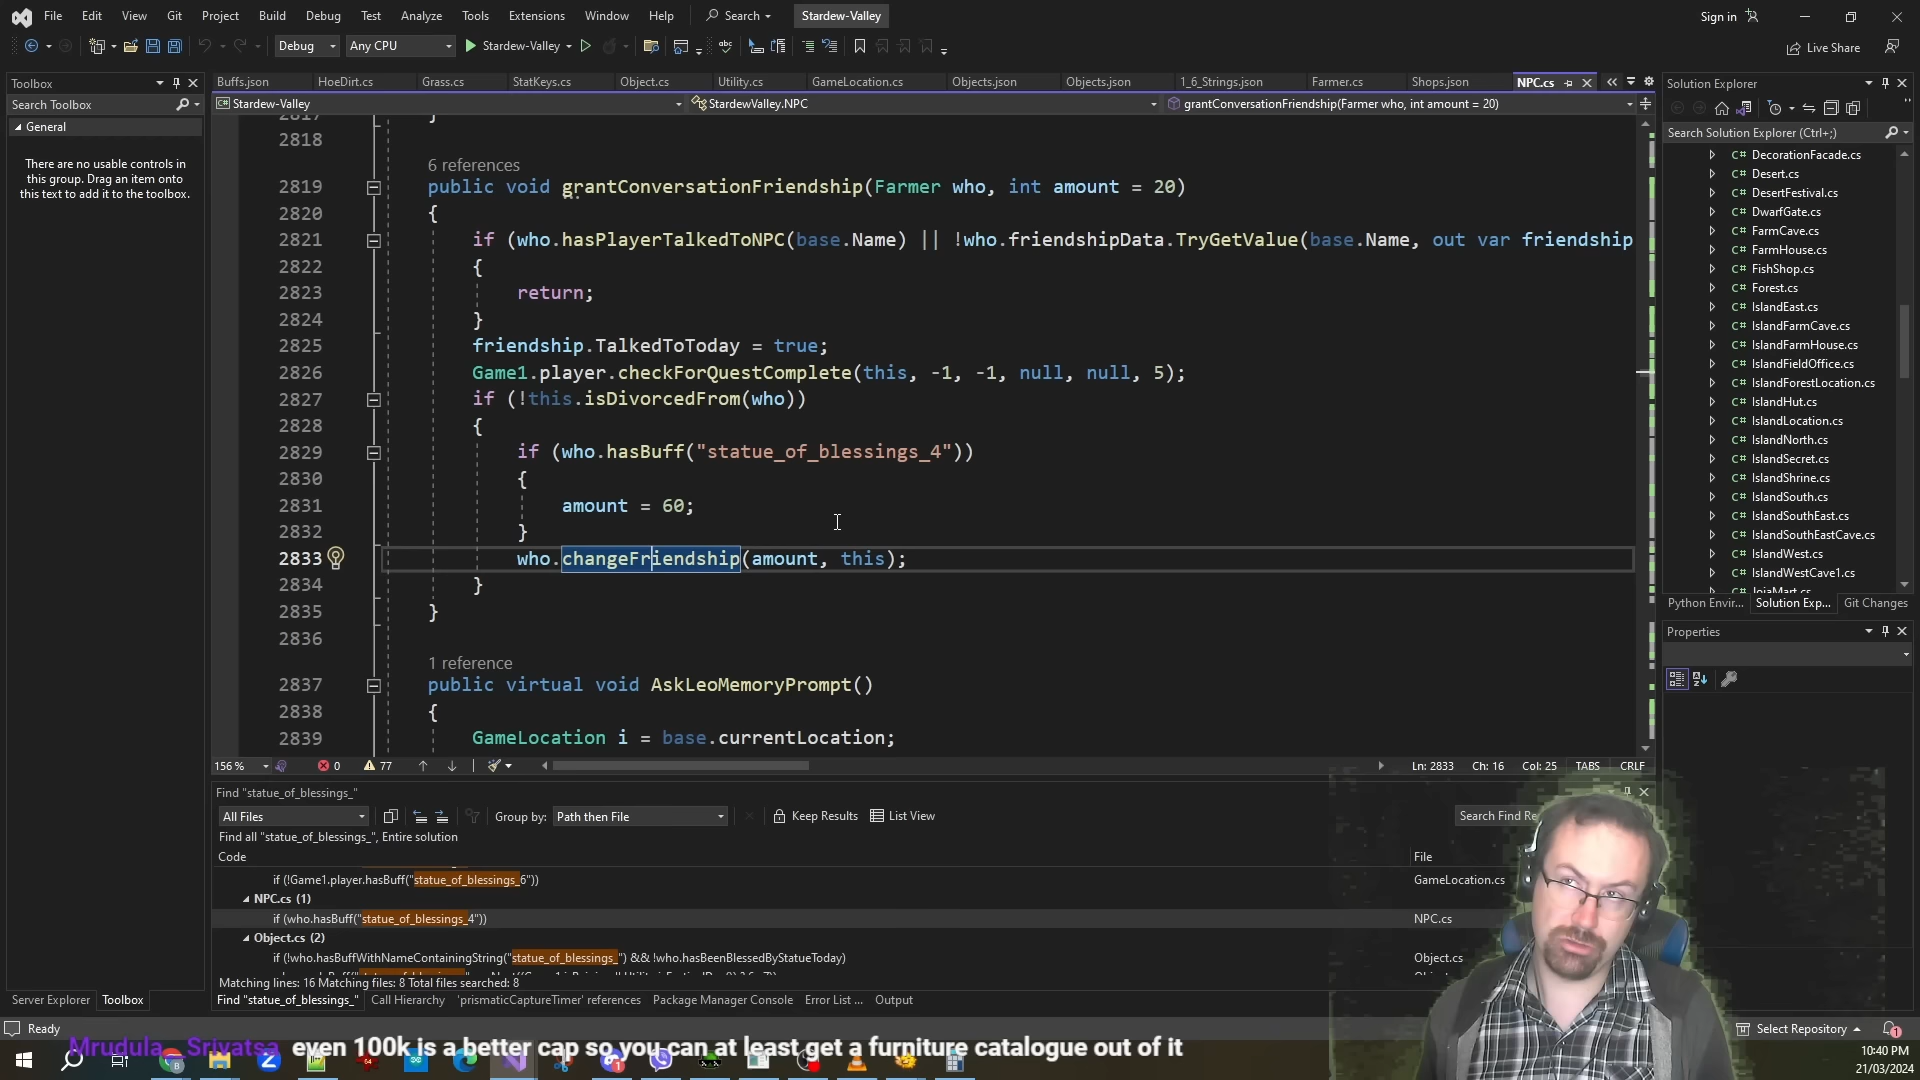 File Edit View Git Project Build Debug Test Analyze Tools Extensions Window Help Search Stardew-Valley Sign in
Debug Any CPU Stardew-Valley Live Share
Toolbox
Search Toolbox
General
There are no usable controls in
this group. Drag an item onto
this text to add it to the toolbox.
Server Explorer Toolbox
Buffs.json HoeDirt.cs Grass.cs StatKeys.cs Object.cs Utility.cs GameLocation.cs Objects.json Objects.json 1_6_Strings.json Farmer.cs Shops.json NPC.cs
Stardew-Valley StardewValley.NPC grantConversationFriendship(Farmer who, int amount = 20)
2817 }
2818
6 references
2819 public void grantConversationFriendship(Farmer who, int amount = 20)
2820 {
2821 if (who.hasPlayerTalkedToNPC(base.Name) || !who.friendshipData.TryGetValue(base.Name, out var friendship
2822 {
2823 return;
2824 }
2825 friendship.TalkedToToday = true;
2826 Game1.player.checkForQuestComplete(this, -1, -1, null, null, 5);
2827 if (!this.isDivorcedFrom(who))
2828 {
2829 if (who.hasBuff("statue_of_blessings_4"))
2830 {
2831 amount = 60;
2832 }
2833 who.changeFriendship(amount, this);
2834 }
2835 }
2836
1 reference
2837 public virtual void AskLeoMemoryPrompt()
2838 {
2839 GameLocation i = base.currentLocation;
156 % 0 77 Ln: 2833 Ch: 16 Col: 25 TABS CRLF
Find "statue_of_blessings_"
All Files Group by: Path then File Keep Results List View Search Find Re
Find all "statue_of_blessings_", Entire solution
Code File
if (!Game1.player.hasBuff("statue_of_blessings_6")) GameLocation.cs
NPC.cs (1)
if (who.hasBuff("statue_of_blessings_4")) NPC.cs
Object.cs (2)
if (!who.hasBuffWithNameContainingString("statue_of_blessings_") && !who.hasBeenBlessedByStatueToday) Object.cs
Matching lines: 16 Matching files: 8 Total files searched: 8
Find "statue_of_blessings_" Call Hierarchy 'prismaticCaptureTimer' references Package Manager Console Error List ... Output
Solution Explorer
Search Solution Explorer (Ctrl+;)
C# DecorationFacade.cs
C# Desert.cs
C# DesertFestival.cs
C# DwarfGate.cs
C# FarmCave.cs
C# FarmHouse.cs
C# FishShop.cs
C# Forest.cs
C# IslandEast.cs
C# IslandFarmCave.cs
C# IslandFarmHouse.cs
C# IslandFieldOffice.cs
C# IslandForestLocation.cs
C# IslandHut.cs
C# IslandLocation.cs
C# IslandNorth.cs
C# IslandSecret.cs
C# IslandShrine.cs
C# IslandSouth.cs
C# IslandSouthEast.cs
C# IslandSouthEastCave.cs
C# IslandWest.cs
C# IslandWestCave1.cs
C# JojaMart.cs
Python Envir... Solution Exp... Git Changes
Properties
Ready Select Repository 1
Mrudula_Srivatsa even 100k is a better cap so you can at least get a furniture catalogue out of it
10:40 PM
21/03/2024